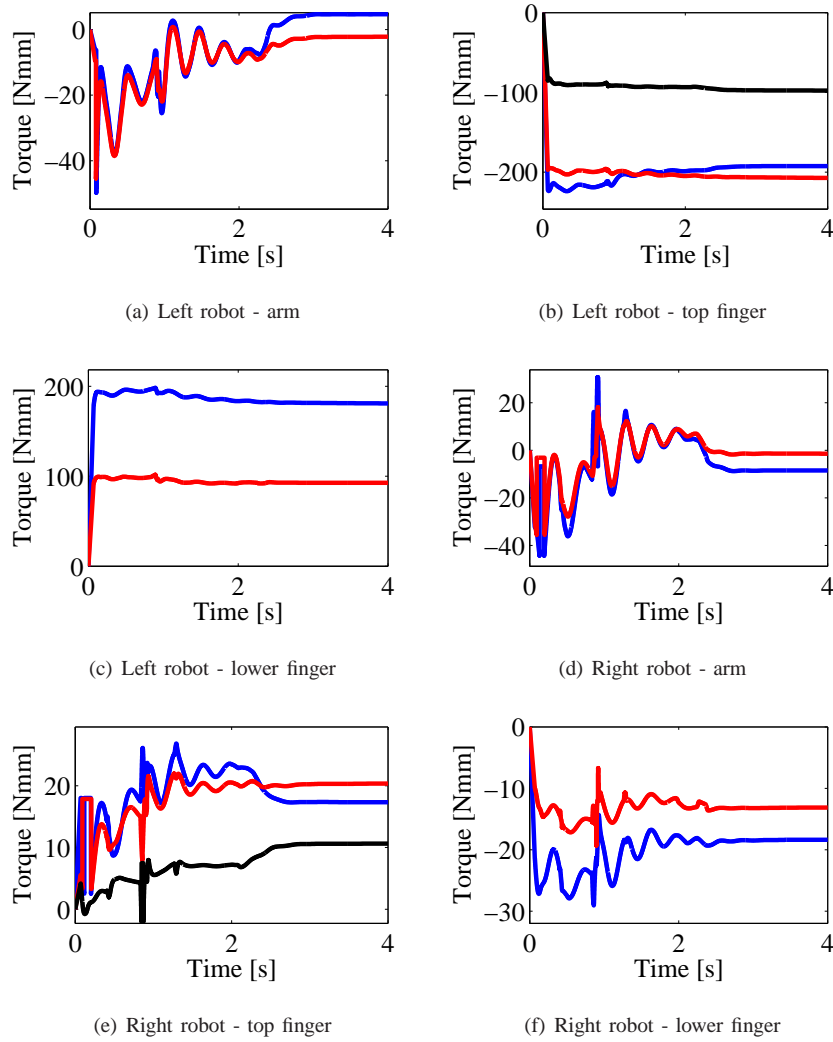 0
−20
−40
Torque [Nmm]
0 2 4
Time [s]
(a) Left robot - arm
0
−100
−200
Torque [Nmm]
0 2 4
Time [s]
(b) Left robot - top finger
200
100
0
Torque [Nmm]
0 2 4
Time [s]
(c) Left robot - lower finger
20
0
−20
−40
Torque [Nmm]
0 2 4
Time [s]
(d) Right robot - arm
20
10
0
Torque [Nmm]
0 2 4
Time [s]
(e) Right robot - top finger
0
−10
−20
−30
Torque [Nmm]
0 2 4
Time [s]
(f) Right robot - lower finger